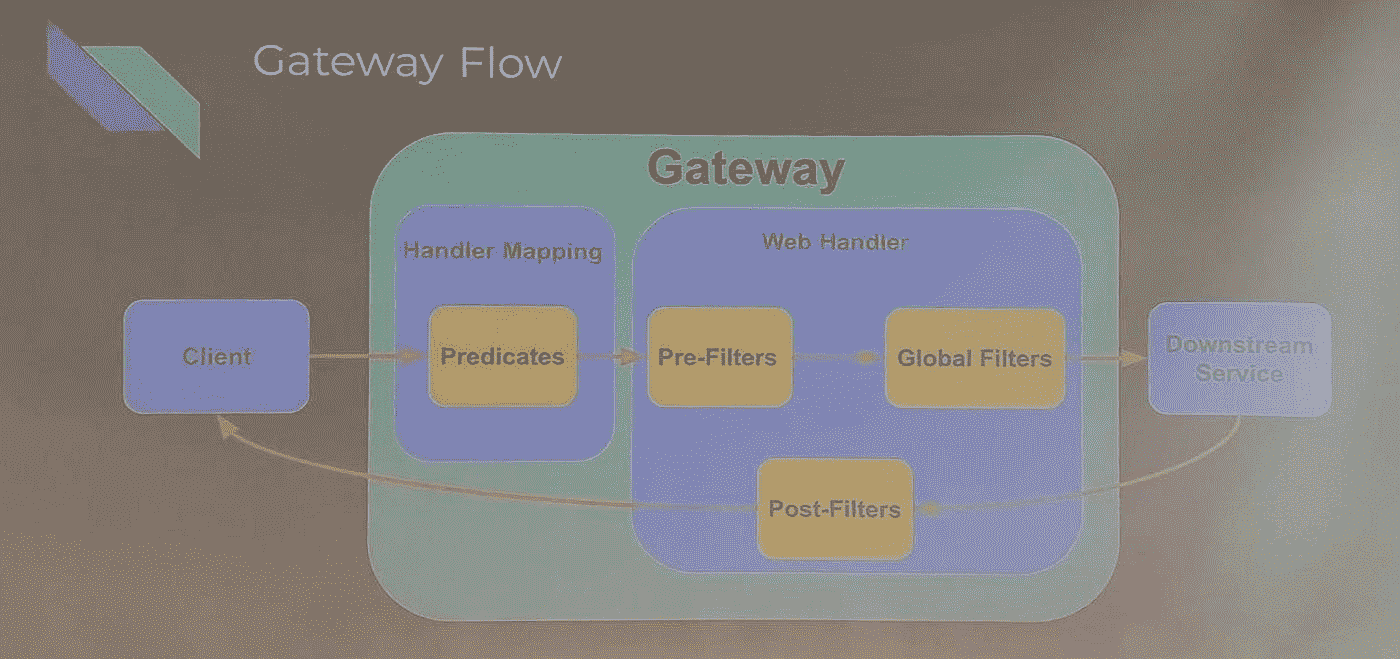 Gateway Flow
Gateway
Handler Mapping
Web Handler
Client
Predicates
Pre-Filters
Global Filters
Downstream
Service
Post-Filters